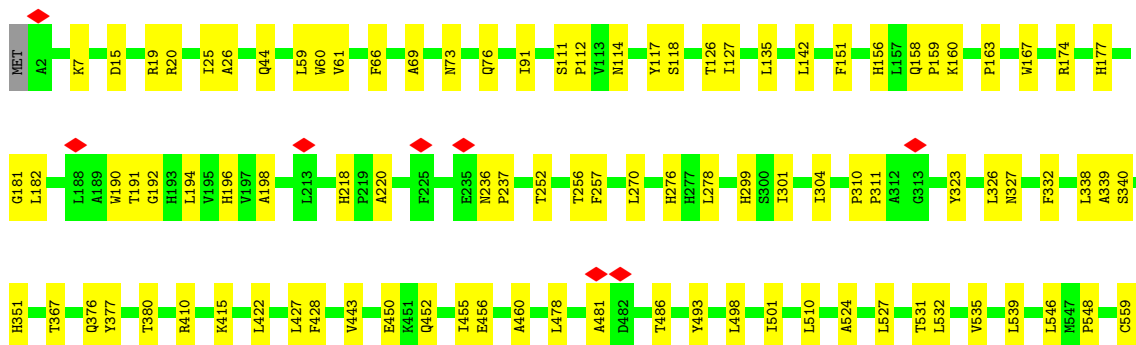 MET A2 K7 D15 R19 R20 I25 A26 Q44 L59 W60 V61 F66 A69 N73 Q76 I91 S111 P112 V113 N114 Y117 S118 T126 I127 L135 L142 F151 H156 L157 Q158 P159 K160 P163 W167 R174 H177
G181 L182 L188 A189 W190 T191 G192 H193 L194 V195 H196 V197 A198 L213 H218 P219 A220 F225 E235 N236 P237 T252 T256 F257 L270 H276 H277 L278 H299 S300 I301 I304 P310 P311 A312 G313 Y323 L326 N327 F332 L338 A339 S340
H351 T367 Q376 Y377 T380 R410 K415 L422 L427 F428 V443 E450 K451 Q452 I455 E456 A460 L478 A481 D482 T486 Y493 L498 I501 L510 A524 L527 T531 L532 V535 L539 L546 M547 P548 C559